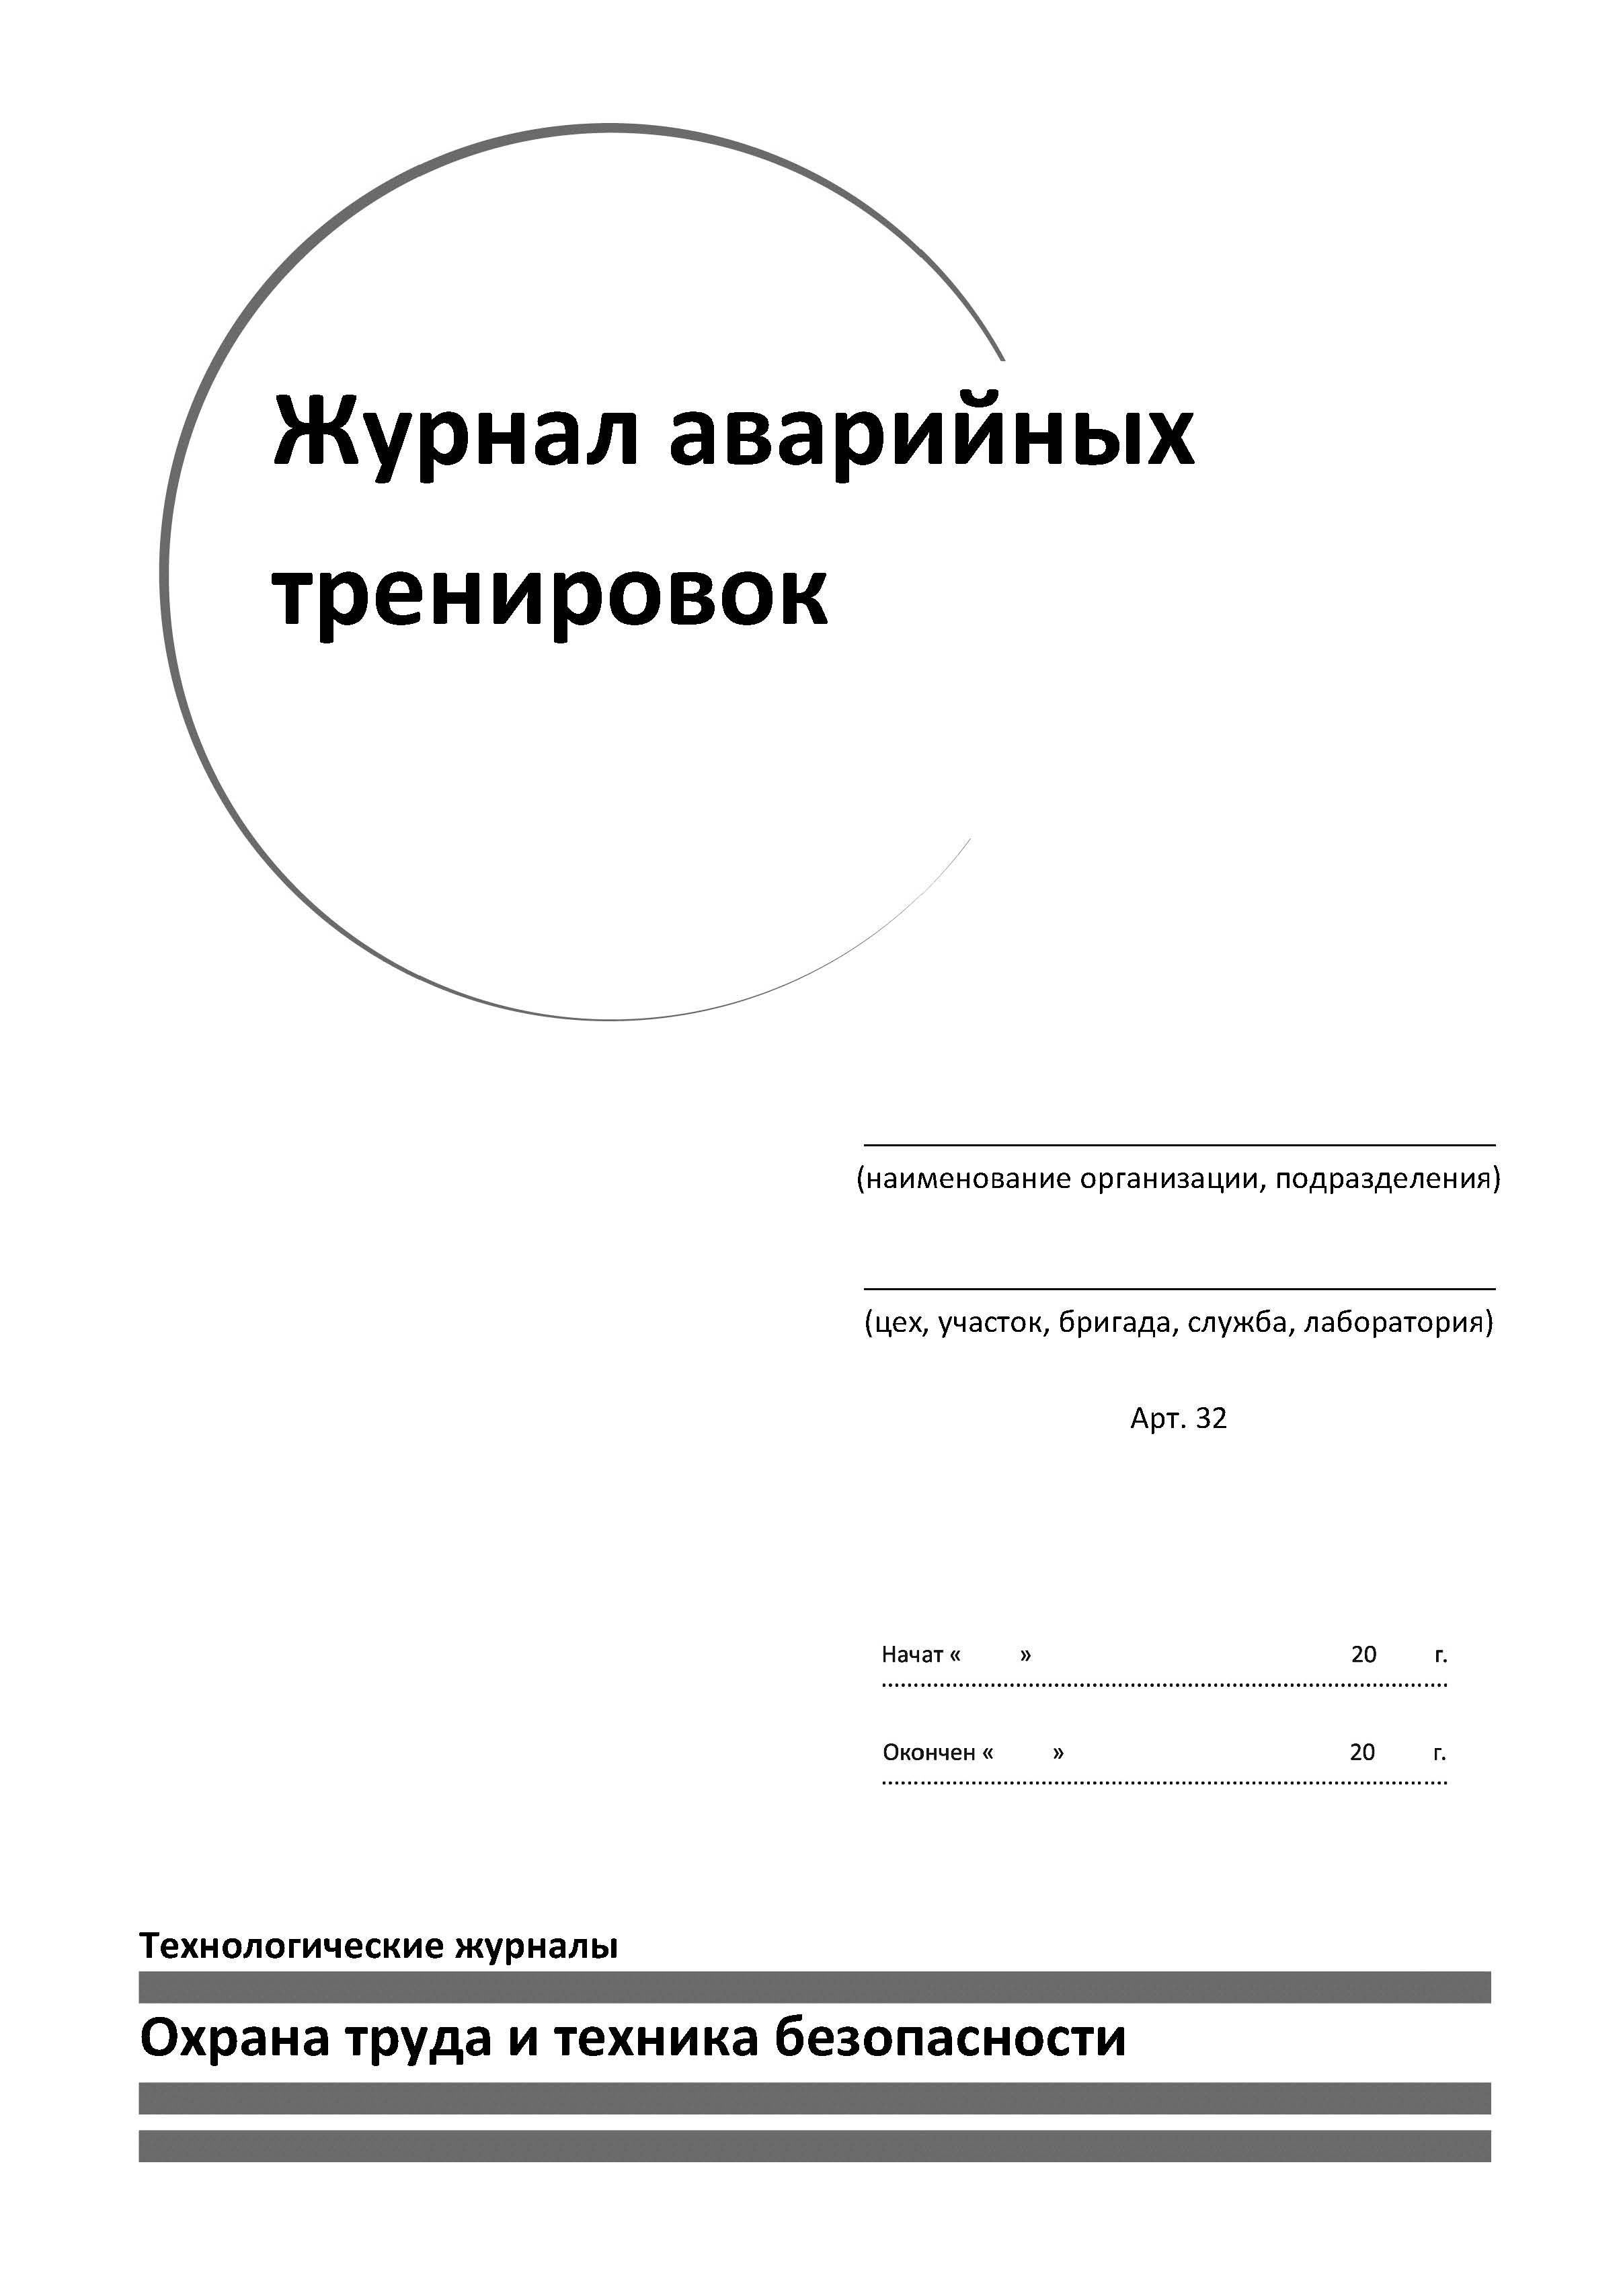 Журнал аварийных
тренировок
(наименование организации, подразделения)
(цех, участок, бригада, служба, лаборатория)
Арт. 32
Начат « » 20 г.
Окончен « » 20 г.
Технологические журналы
Охрана труда и техника безопасности